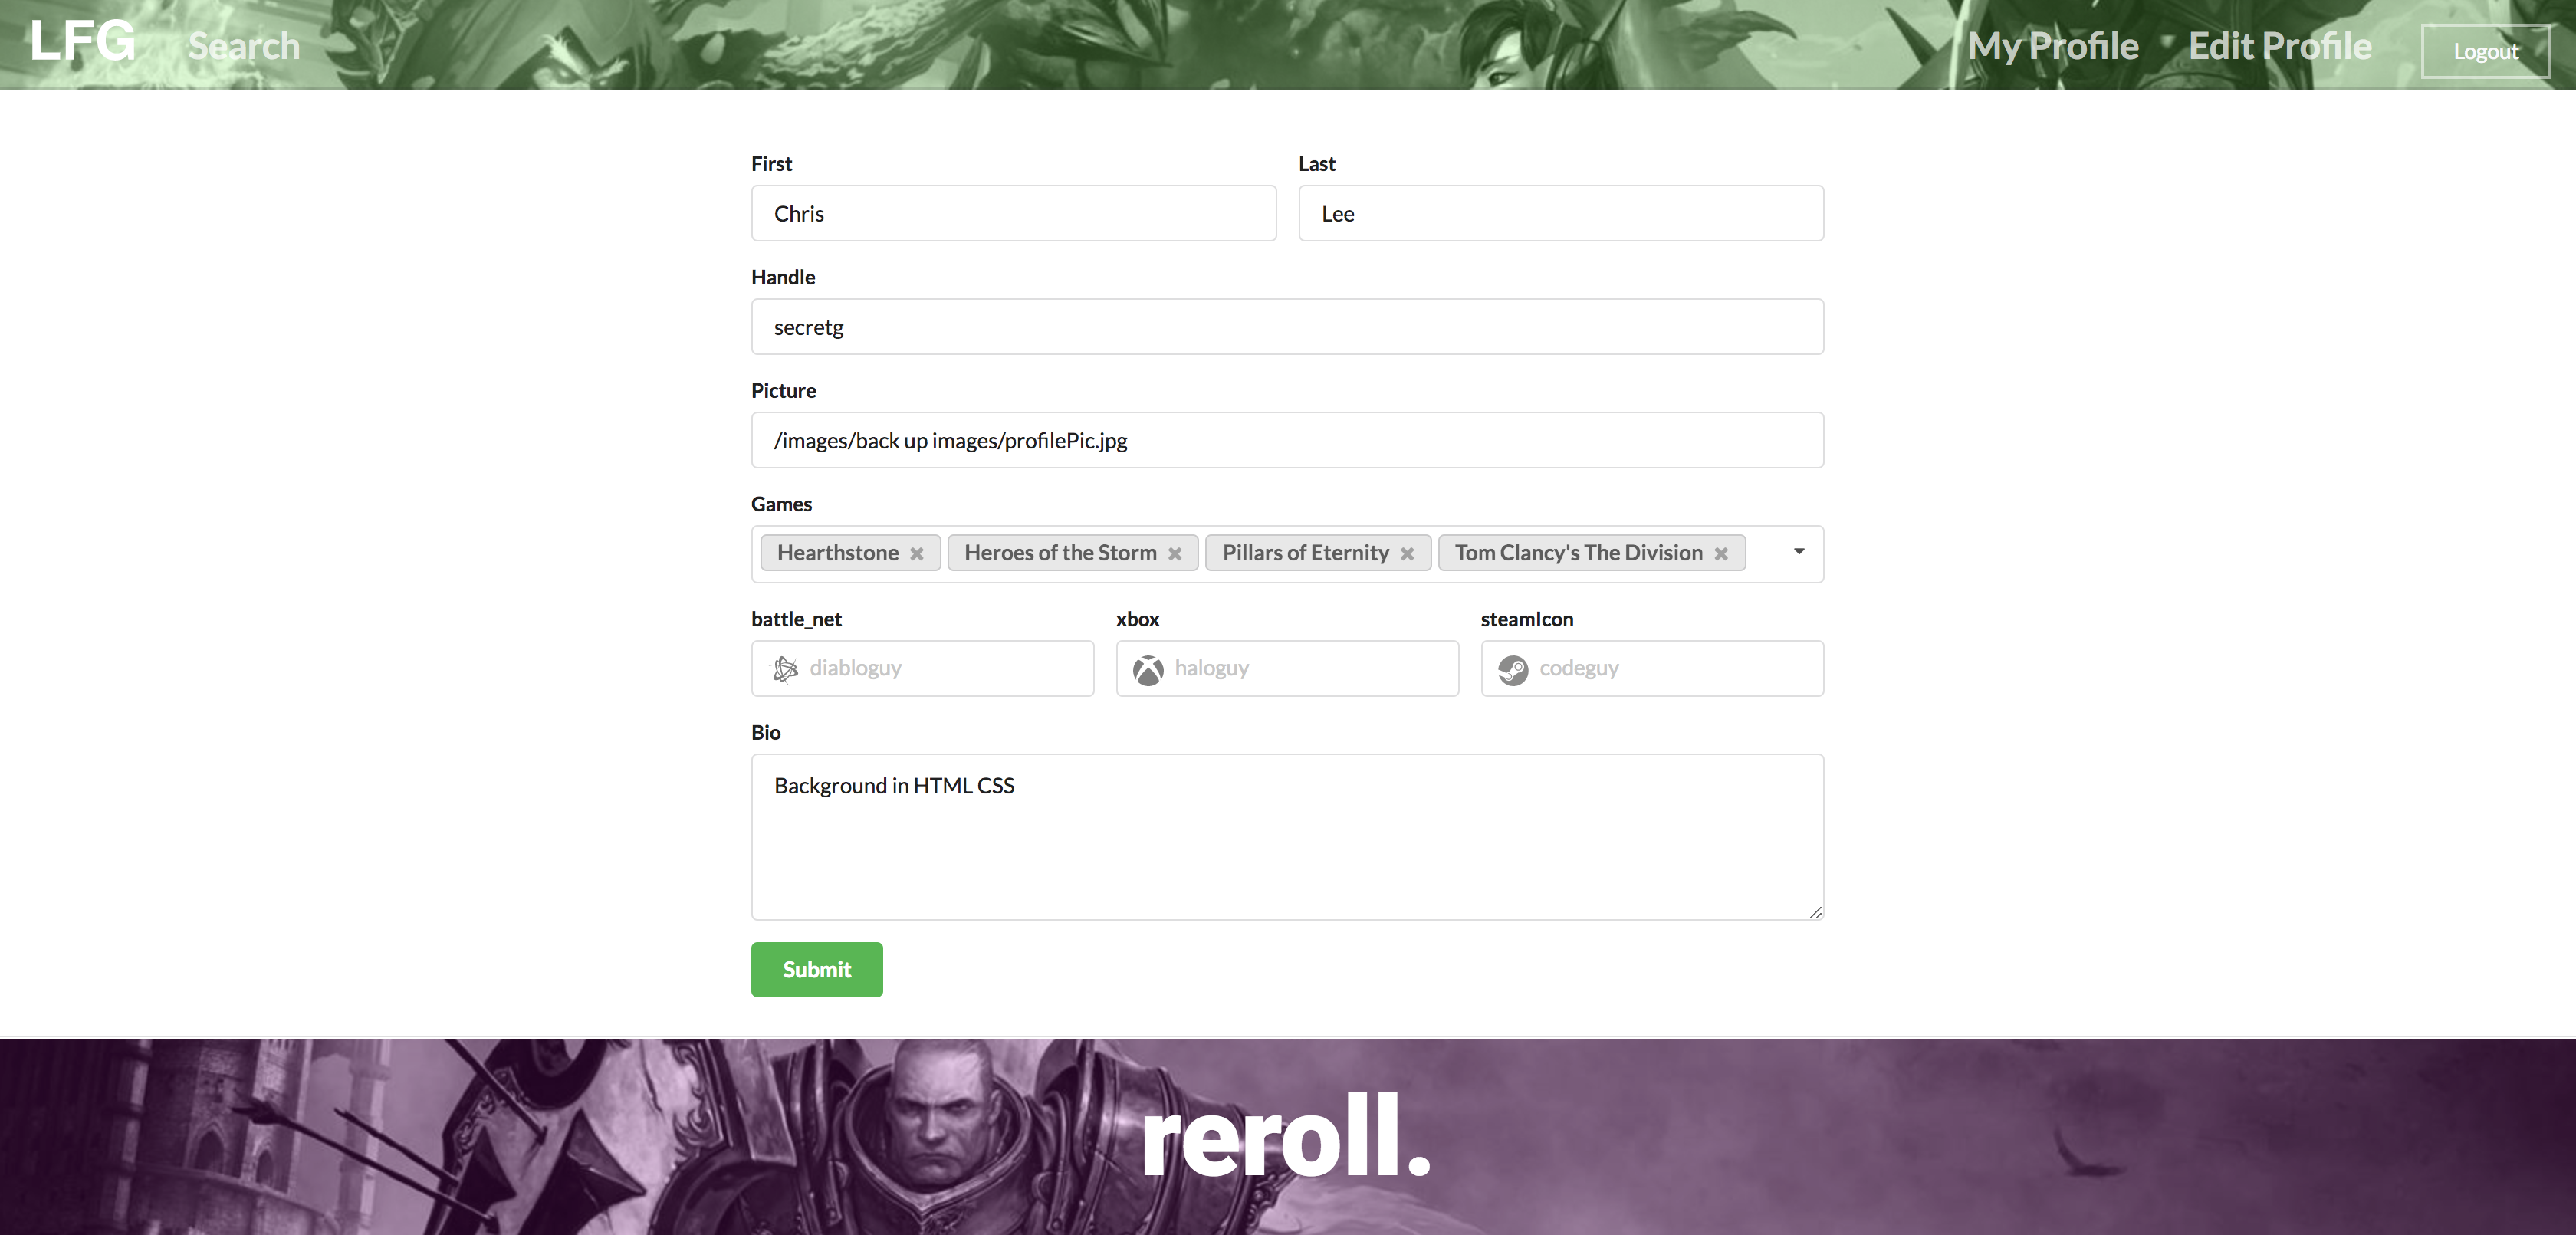 LFG Search My Profile Edit Profile Logout
First Last
Chris Lee
Handle
secretg
Picture
/images/back up images/profilePic.jpg
Games
Hearthstone Heroes of the Storm Pillars of Eternity Tom Clancy's The Division
battle_net xbox steamIcon
diabloguy haloguy codeguy
Bio
Background in HTML CSS
Submit
reroll.